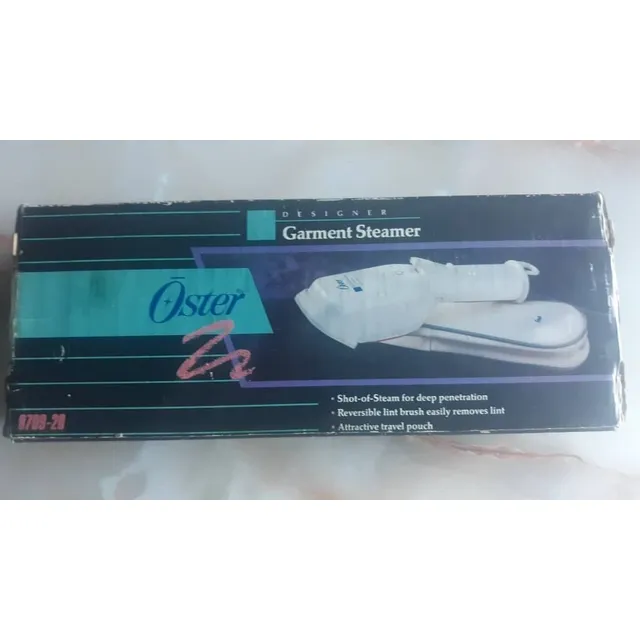 DESIGNER
Garment Steamer
Öster®
Oster
· Shot-of-Steam for deep penetration
· Reversible lint brush easily removes lint
· Attractive travel pouch